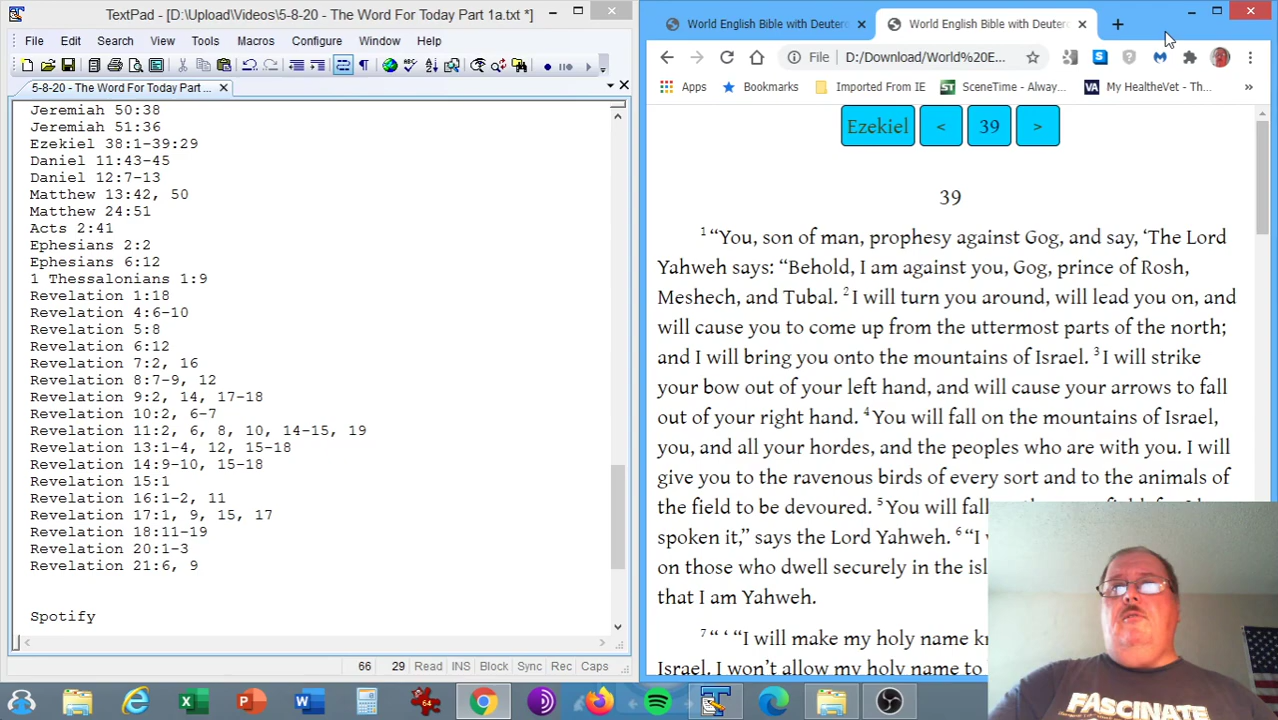 TextPad - [D:\Upload\Videos\5-8-20 - The Word For Today Part 1a.txt *]
File Edit Search View Tools Macros Configure Window Help
5-8-20 - The Word For Today Part ...
Jeremiah 50:38
Jeremiah 51:36
Ezekiel 38:1-39:29
Daniel 11:43-45
Daniel 12:7-13
Matthew 13:42, 50
Matthew 24:51
Acts 2:41
Ephesians 2:2
Ephesians 6:12
1 Thessalonians 1:9
Revelation 1:18
Revelation 4:6-10
Revelation 5:8
Revelation 6:12
Revelation 7:2, 16
Revelation 8:7-9, 12
Revelation 9:2, 14, 17-18
Revelation 10:2, 6-7
Revelation 11:2, 6, 8, 10, 14-15, 19
Revelation 13:1-4, 12, 15-18
Revelation 14:9-10, 15-18
Revelation 15:1
Revelation 16:1-2, 11
Revelation 17:1, 9, 15, 17
Revelation 18:11-19
Revelation 20:1-3
Revelation 21:6, 9
Spotify
66 29 Read INS Block Sync Rec Caps
World English Bible with Deuter World English Bible with Deuter
File D:/Download/World%20E...
Apps Bookmarks Imported From IE ST SceneTime - Alway... VA My HealtheVet - Th... »
Ezekiel < 39 >
39
1 “You, son of man, prophesy against Gog, and say, ‘The Lord
Yahweh says: “Behold, I am against you, Gog, prince of Rosh,
Meshech, and Tubal. 2 I will turn you around, will lead you on, and
will cause you to come up from the uttermost parts of the north;
and I will bring you onto the mountains of Israel. 3 I will strike
your bow out of your left hand, and will cause your arrows to fall
out of your right hand. 4 You will fall on the mountains of Israel,
you, and all your hordes, and the peoples who are with you. I will
give you to the ravenous birds of every sort and to the animals of
the field to be devoured. 5 You will fall
spoken it,” says the Lord Yahweh. 6 “I
on those who dwell securely in the isl
that I am Yahweh.
7 “ ‘ “I will make my holy name kn
Israel. I won’t allow my holy name to
FASCINATE
64